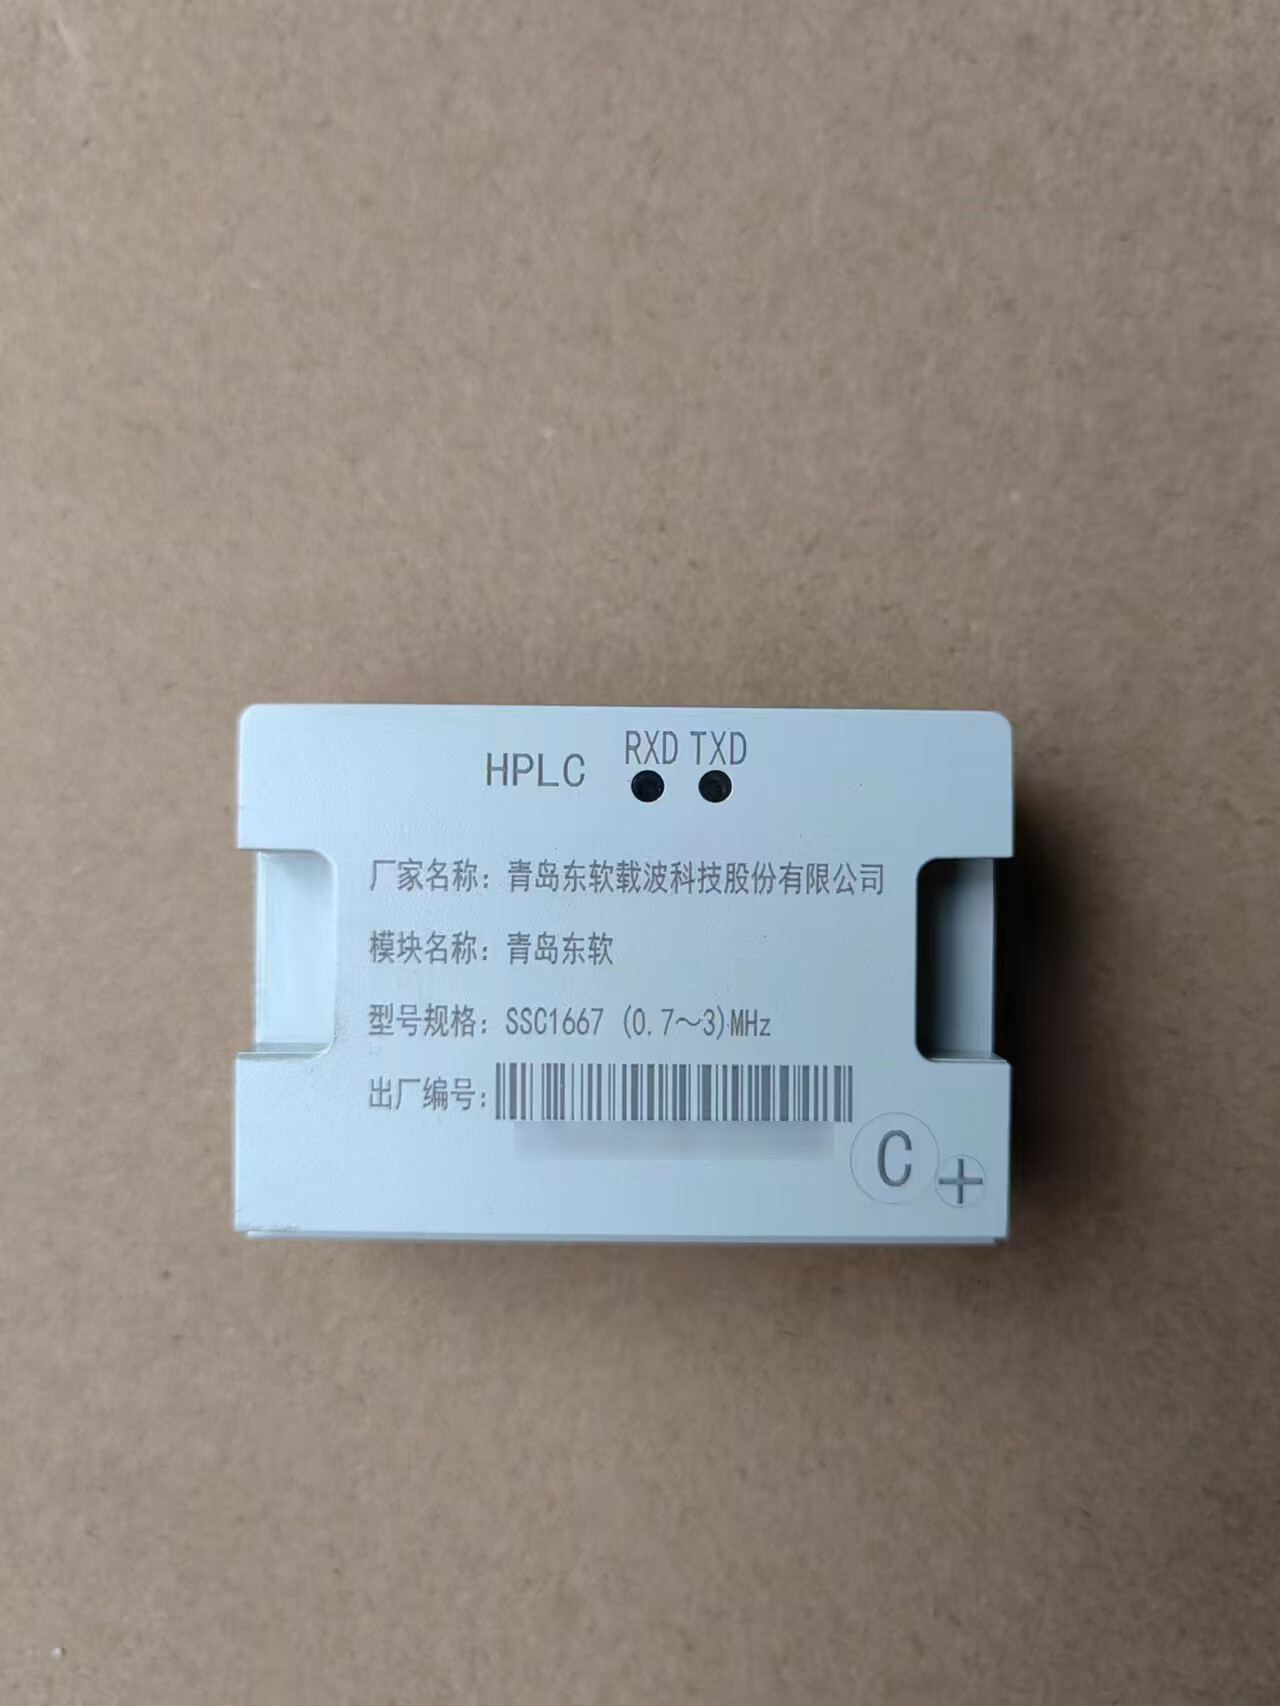 HPLC RXD TXD
厂家名称：青岛东软载波科技股份有限公司
模块名称：青岛东软
型号规格：SSC1667 (0.7～3)MHz
出厂编号：
C +